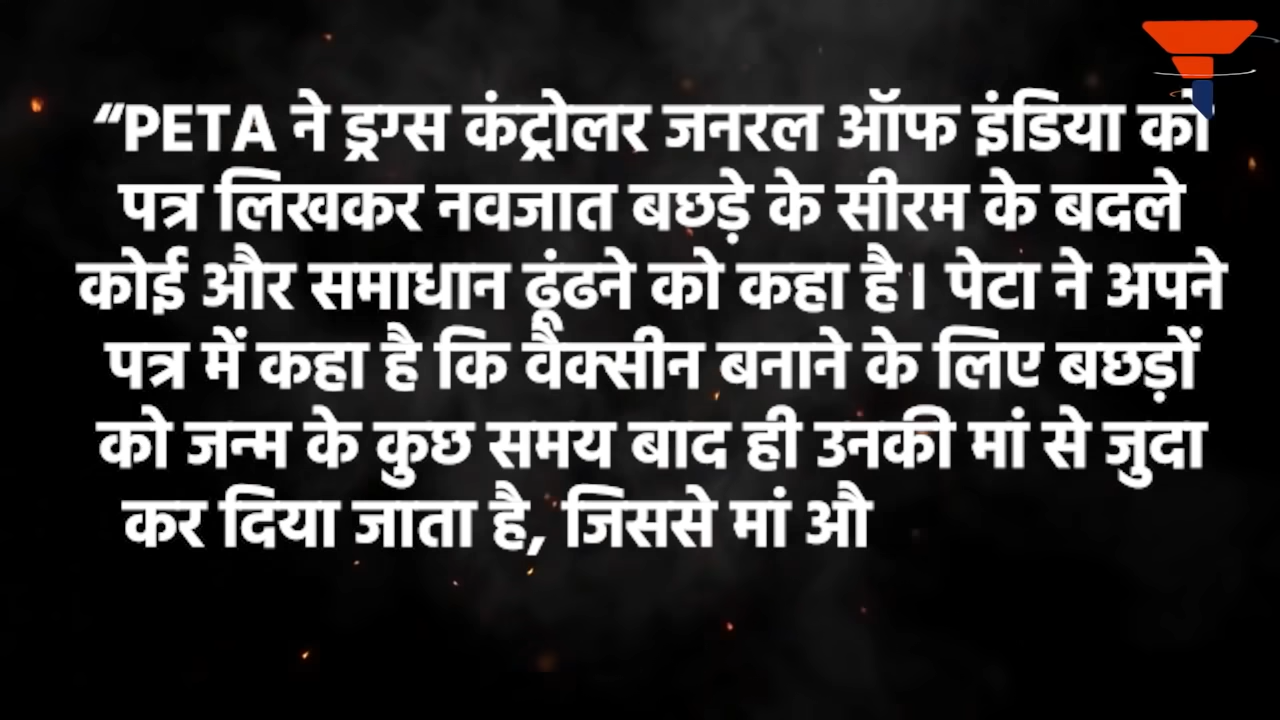 “PETA ने ड्रग्स कंट्रोलर जनरल ऑफ इंडिया को
पत्र लिखकर नवजात बछड़े के सीरम के बदले
कोई और समाधान ढूंढने को कहा है। पेटा ने अपने
पत्र में कहा है कि वैक्सीन बनाने के लिए बछड़ों
को जन्म के कुछ समय बाद ही उनकी मां से जुदा
कर दिया जाता है, जिससे मां औ